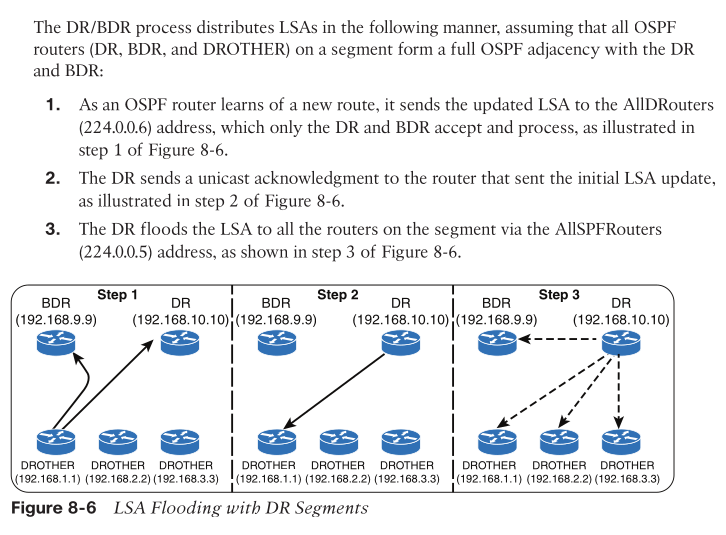 The DR/BDR process distributes LSAs in the following manner, assuming that all OSPF
routers (DR, BDR, and DROTHER) on a segment form a full OSPF adjacency with the DR
and BDR:
1. As an OSPF router learns of a new route, it sends the updated LSA to the AllDRouters
(224.0.0.6) address, which only the DR and BDR accept and process, as illustrated in
step 1 of Figure 8-6.
2. The DR sends a unicast acknowledgment to the router that sent the initial LSA update,
as illustrated in step 2 of Figure 8-6.
3. The DR floods the LSA to all the routers on the segment via the AllSPFRouters
(224.0.0.5) address, as shown in step 3 of Figure 8-6.
Step 1
BDR
(192.168.9.9)
DR
(192.168.10.10)
DROTHER
(192.168.1.1)
DROTHER
(192.168.2.2)
DROTHER
(192.168.3.3)
Step 2
BDR
(192.168.9.9)
DR
(192.168.10.10)
DROTHER
(192.168.1.1)
DROTHER
(192.168.2.2)
DROTHER
(192.168.3.3)
Step 3
BDR
(192.168.9.9)
DR
(192.168.10.10)
DROTHER
(192.168.1.1)
DROTHER
(192.168.2.2)
DROTHER
(192.168.3.3)
Figure 8-6 LSA Flooding with DR Segments